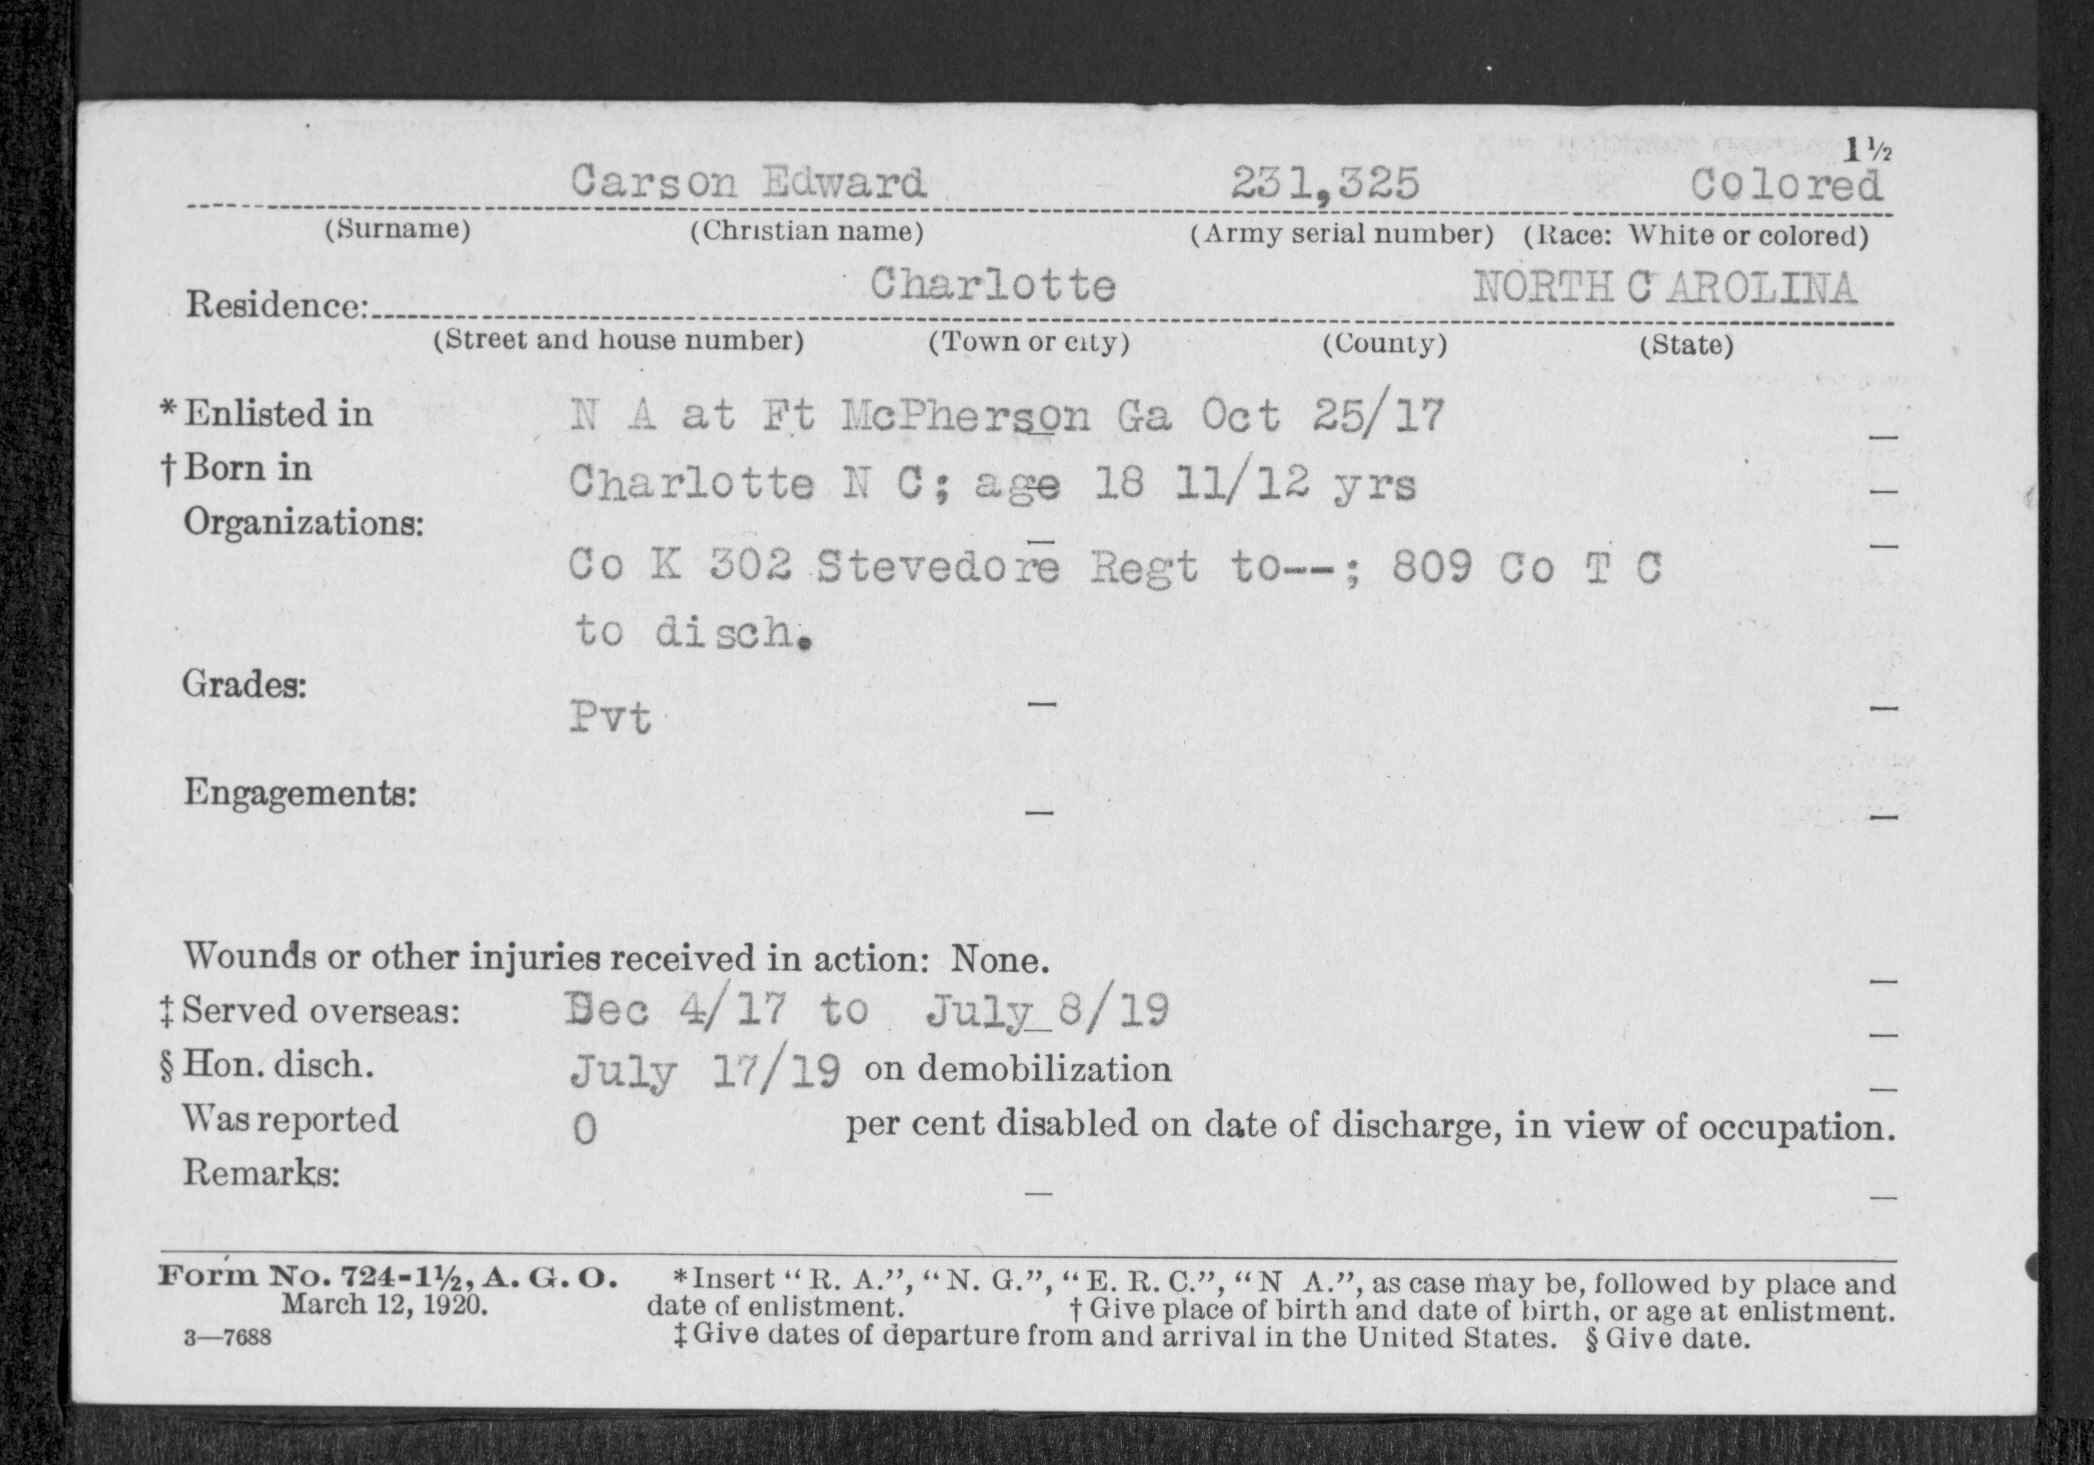 1½
Carson Edward 231,325 Colored
(Surname) (Christian name) (Army serial number) (Race: White or colored)
Residence: Charlotte NORTH CAROLINA
(Street and house number) (Town or city) (County) (State)
*Enlisted in N A at Ft McPherson Ga Oct 25/17
†Born in Charlotte N C; age 18 11/12 yrs
Organizations:
Co K 302 Stevedore Regt to--; 809 Co T C
to disch.
Grades:
Pvt
Engagements:
Wounds or other injuries received in action: None.
‡Served overseas: Dec 4/17 to July 8/19
§Hon. disch. July 17/19 on demobilization
Was reported 0 per cent disabled on date of discharge, in view of occupation.
Remarks:
Form No. 724-1½, A. G. O. *Insert "R. A.", "N. G.", "E. R. C.", "N A.", as case may be, followed by place and
March 12, 1920. date of enlistment. †Give place of birth and date of birth, or age at enlistment.
3—7688 ‡Give dates of departure from and arrival in the United States. §Give date.